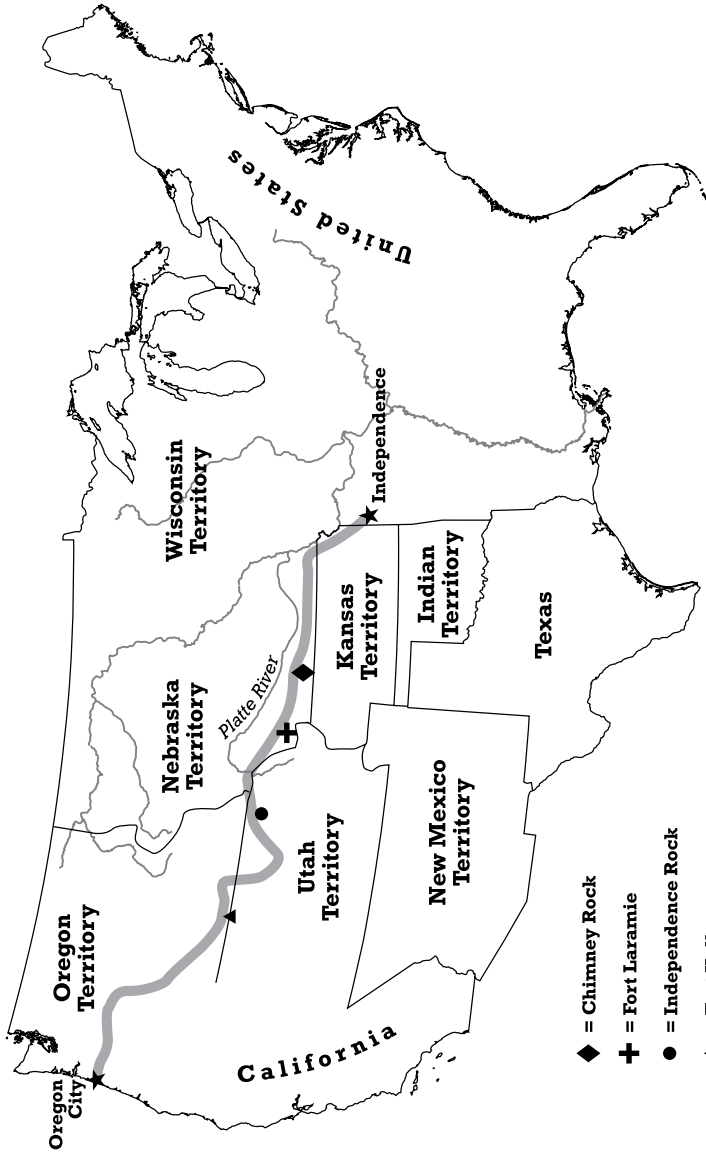 Oregon
City
Oregon
Territory
Nebraska
Territory
Wisconsin
Territory
United States
Platte River
Independence
California
Utah
Territory
Kansas
Territory
Indian
Territory
New Mexico
Territory
Texas
= Chimney Rock
= Fort Laramie
= Independence Rock